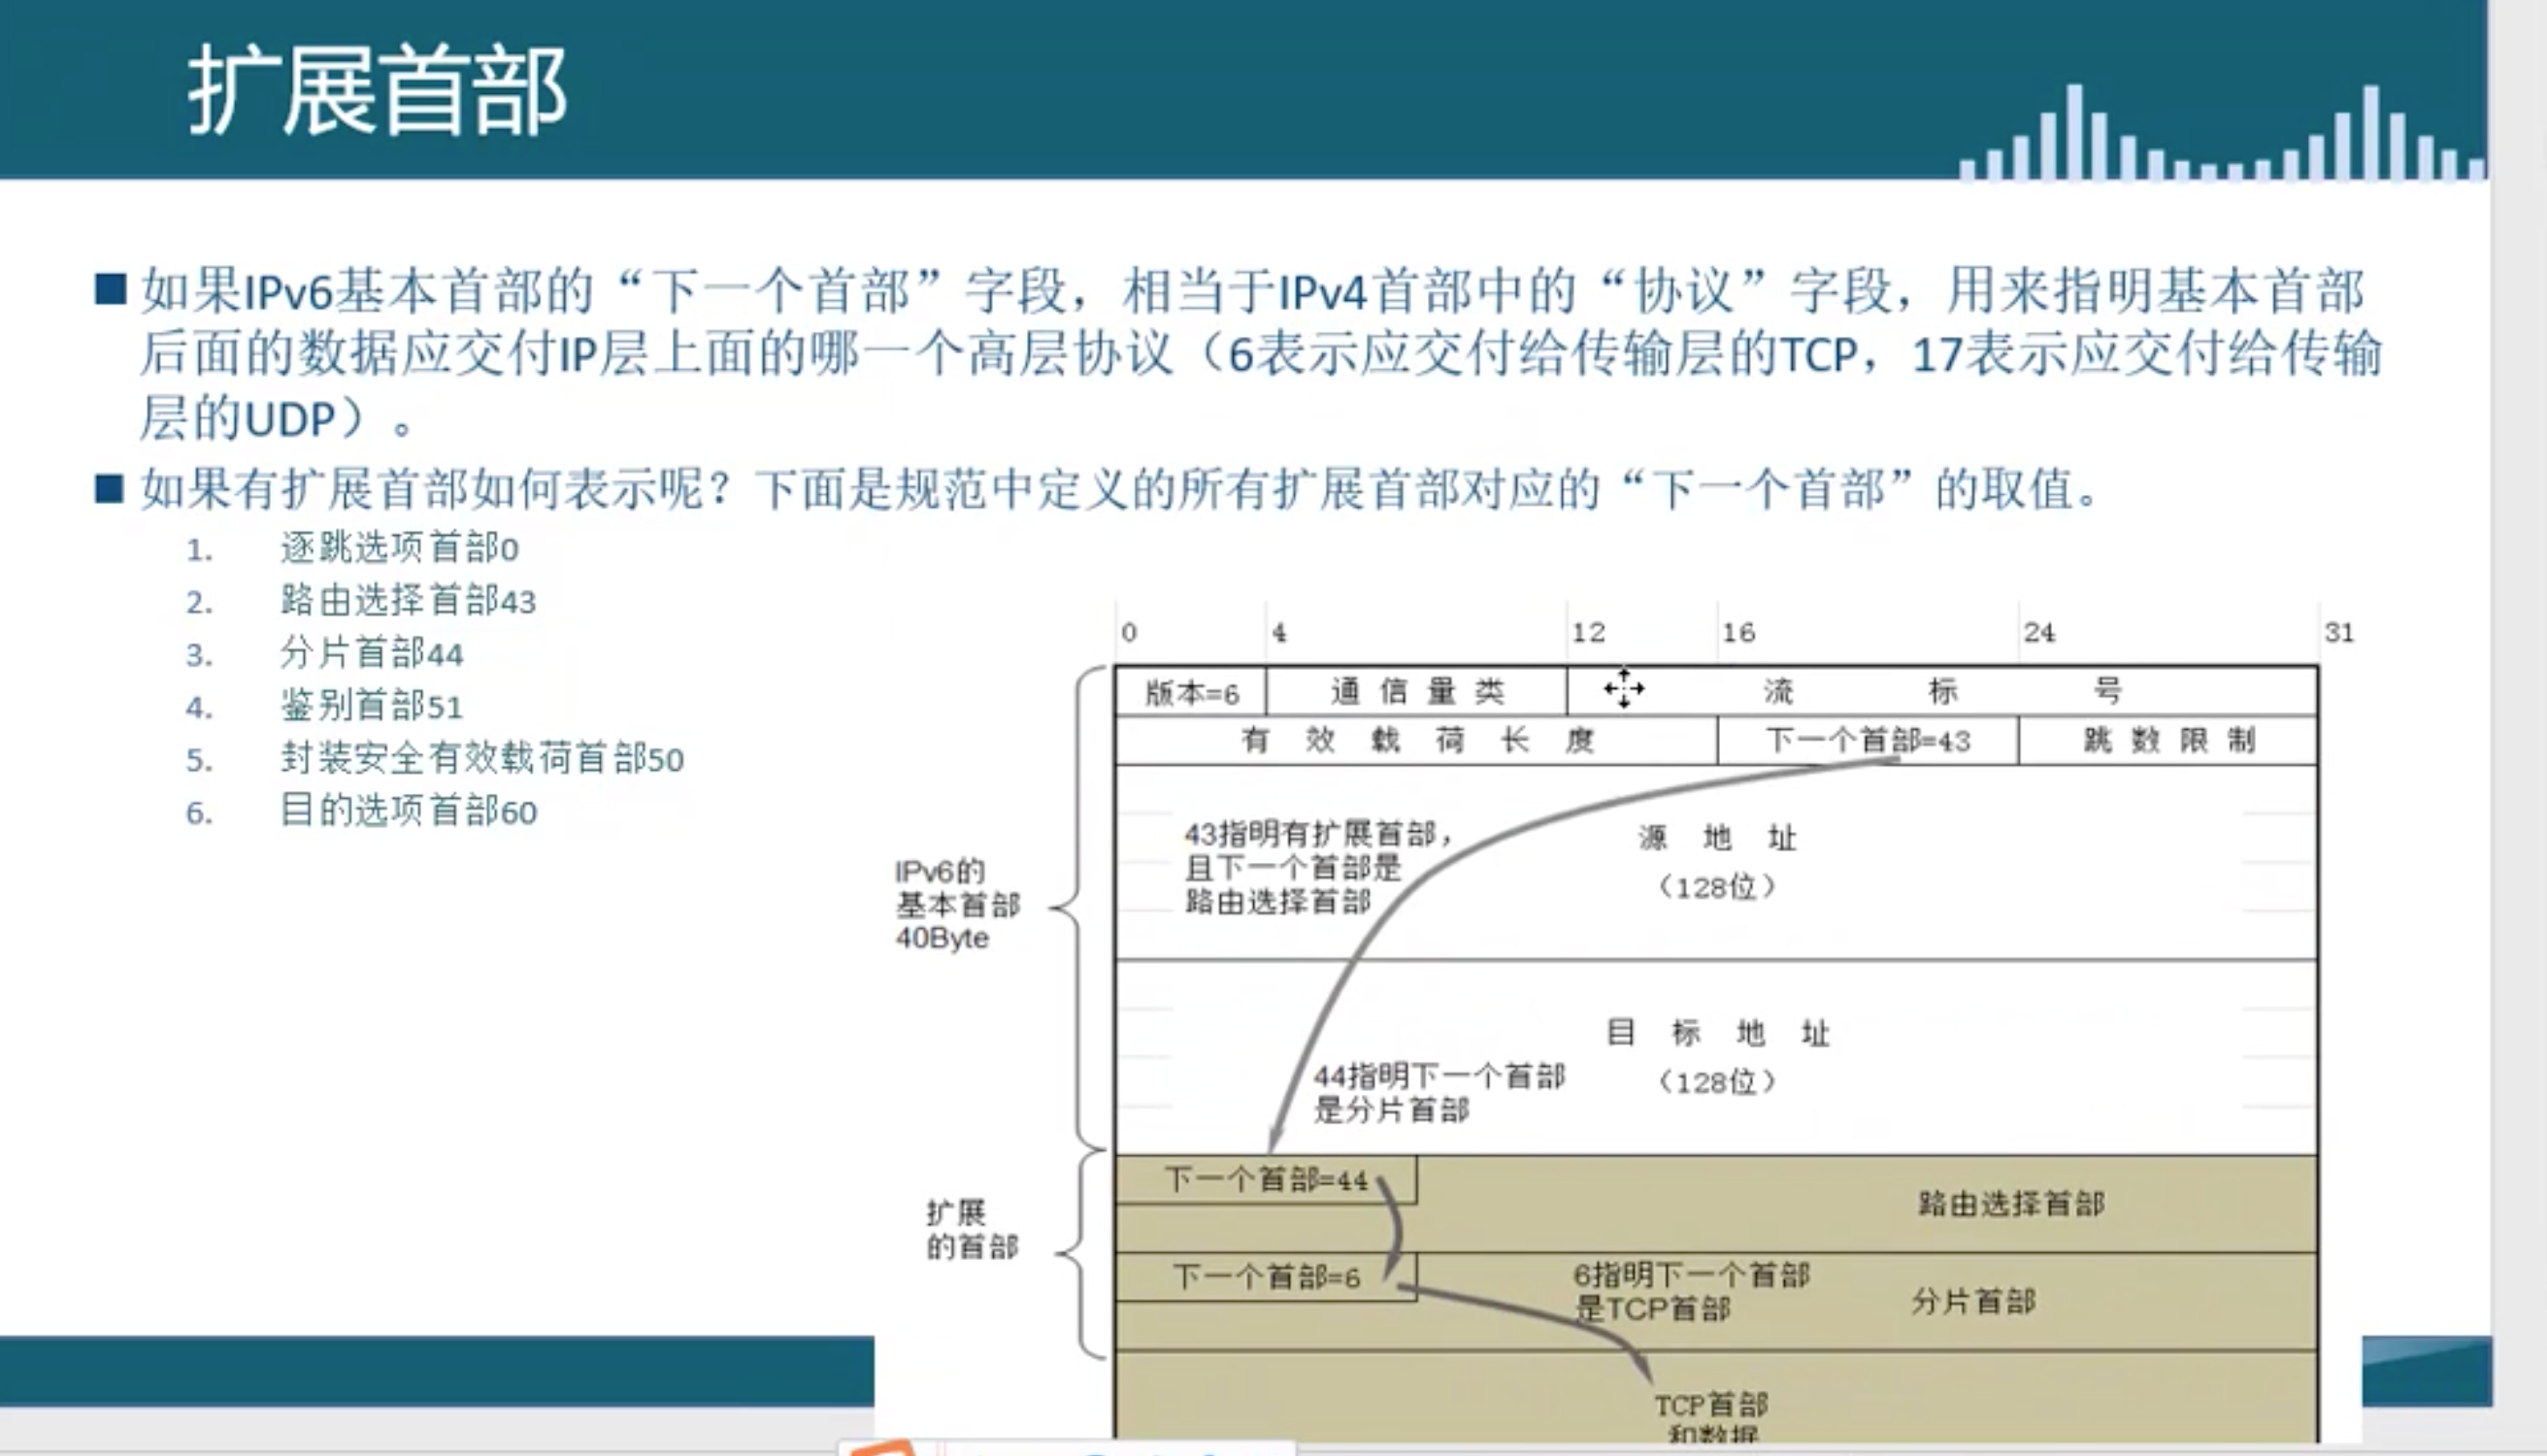 扩展首部
■如果IPv6基本首部的“下一个首部”字段，相当于IPv4首部中的“协议”字段，用来指明基本首部
后面的数据应交付IP层上面的哪一个高层协议（6表示应交付给传输层的TCP，17表示应交付给传输
层的UDP）。
■如果有扩展首部如何表示呢？下面是规范中定义的所有扩展首部对应的“下一个首部”的取值。
1. 逐跳选项首部0
2. 路由选择首部43
3. 分片首部44
4. 鉴别首部51
5. 封装安全有效载荷首部50
6. 目的选项首部60
0 4 12 16 24 31
版本=6 通信量类 流标号
有效载荷长度 下一个首部=43 跳数限制
43指明有扩展首部，
且下一个首部是
路由选择首部
源地址
（128位）
IPv6的
基本首部
40Byte
目标地址
（128位）
44指明下一个首部
是分片首部
下一个首部=44
路由选择首部
扩展
的首部
下一个首部=6
6指明下一个首部
是TCP首部
分片首部
TCP首部
和数据